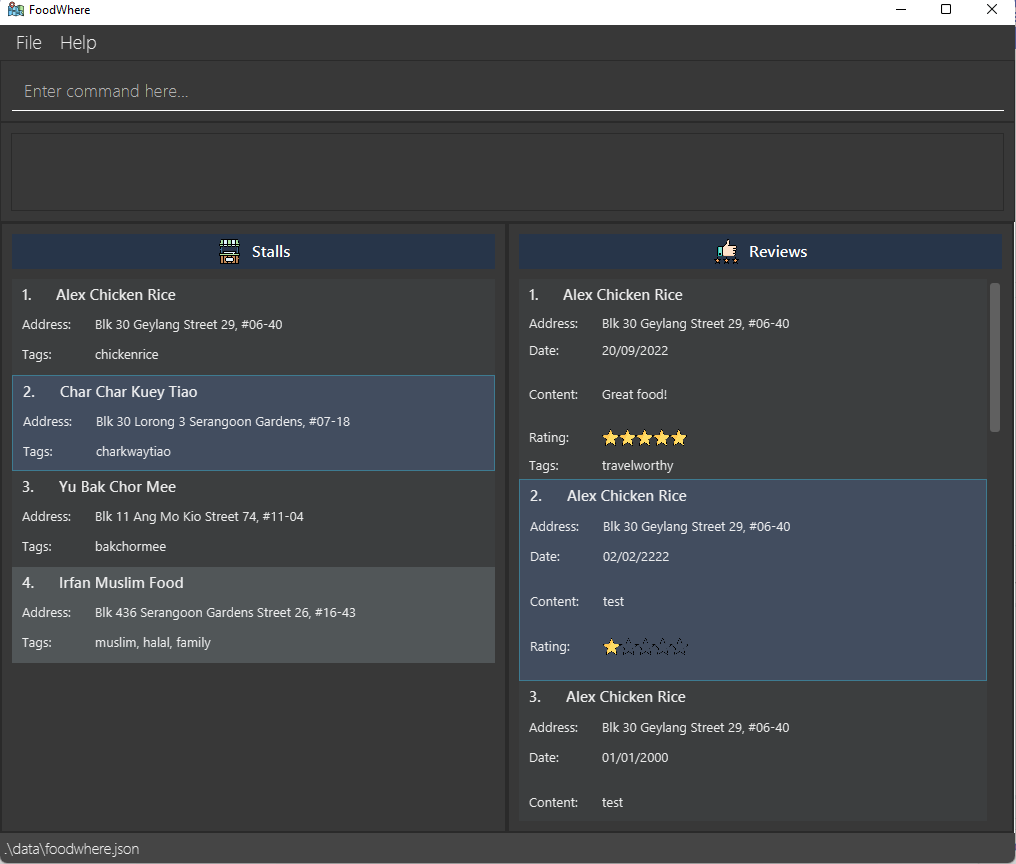 FoodWhere
File Help
Enter command here...
Stalls
1. Alex Chicken Rice
Address: Blk 30 Geylang Street 29, #06-40
Tags: chickenrice
2. Char Char Kuey Tiao
Address: Blk 30 Lorong 3 Serangoon Gardens, #07-18
Tags: charkwaytiao
3. Yu Bak Chor Mee
Address: Blk 11 Ang Mo Kio Street 74, #11-04
Tags: bakchormee
4. Irfan Muslim Food
Address: Blk 436 Serangoon Gardens Street 26, #16-43
Tags: muslim, halal, family
Reviews
1. Alex Chicken Rice
Address: Blk 30 Geylang Street 29, #06-40
Date: 20/09/2022
Content: Great food!
Rating:
Tags: travelworthy
2. Alex Chicken Rice
Address: Blk 30 Geylang Street 29, #06-40
Date: 02/02/2222
Content: test
Rating:
3. Alex Chicken Rice
Address: Blk 30 Geylang Street 29, #06-40
Date: 01/01/2000
Content: test
.\data\foodwhere.json